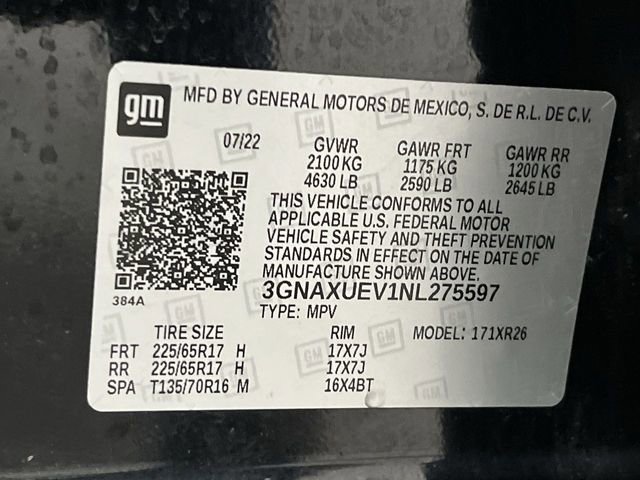 gm
MFD BY GENERAL MOTORS DE MEXICO, S. DE R.L. DE C.V.
07/22 GVWR GAWR FRT GAWR RR
2100 KG 1175 KG 1200 KG
4630 LB 2590 LB 2645 LB
THIS VEHICLE CONFORMS TO ALL
APPLICABLE U.S. FEDERAL MOTOR
VEHICLE SAFETY AND THEFT PREVENTION
STANDARDS IN EFFECT ON THE DATE OF
MANUFACTURE SHOWN ABOVE.
384A
3GNAXUEV1NL275597
TYPE: MPV
TIRE SIZE RIM MODEL: 171XR26
FRT 225/65R17 H 17X7J
RR 225/65R17 H 17X7J
SPA T135/70R16 M 16X4BT